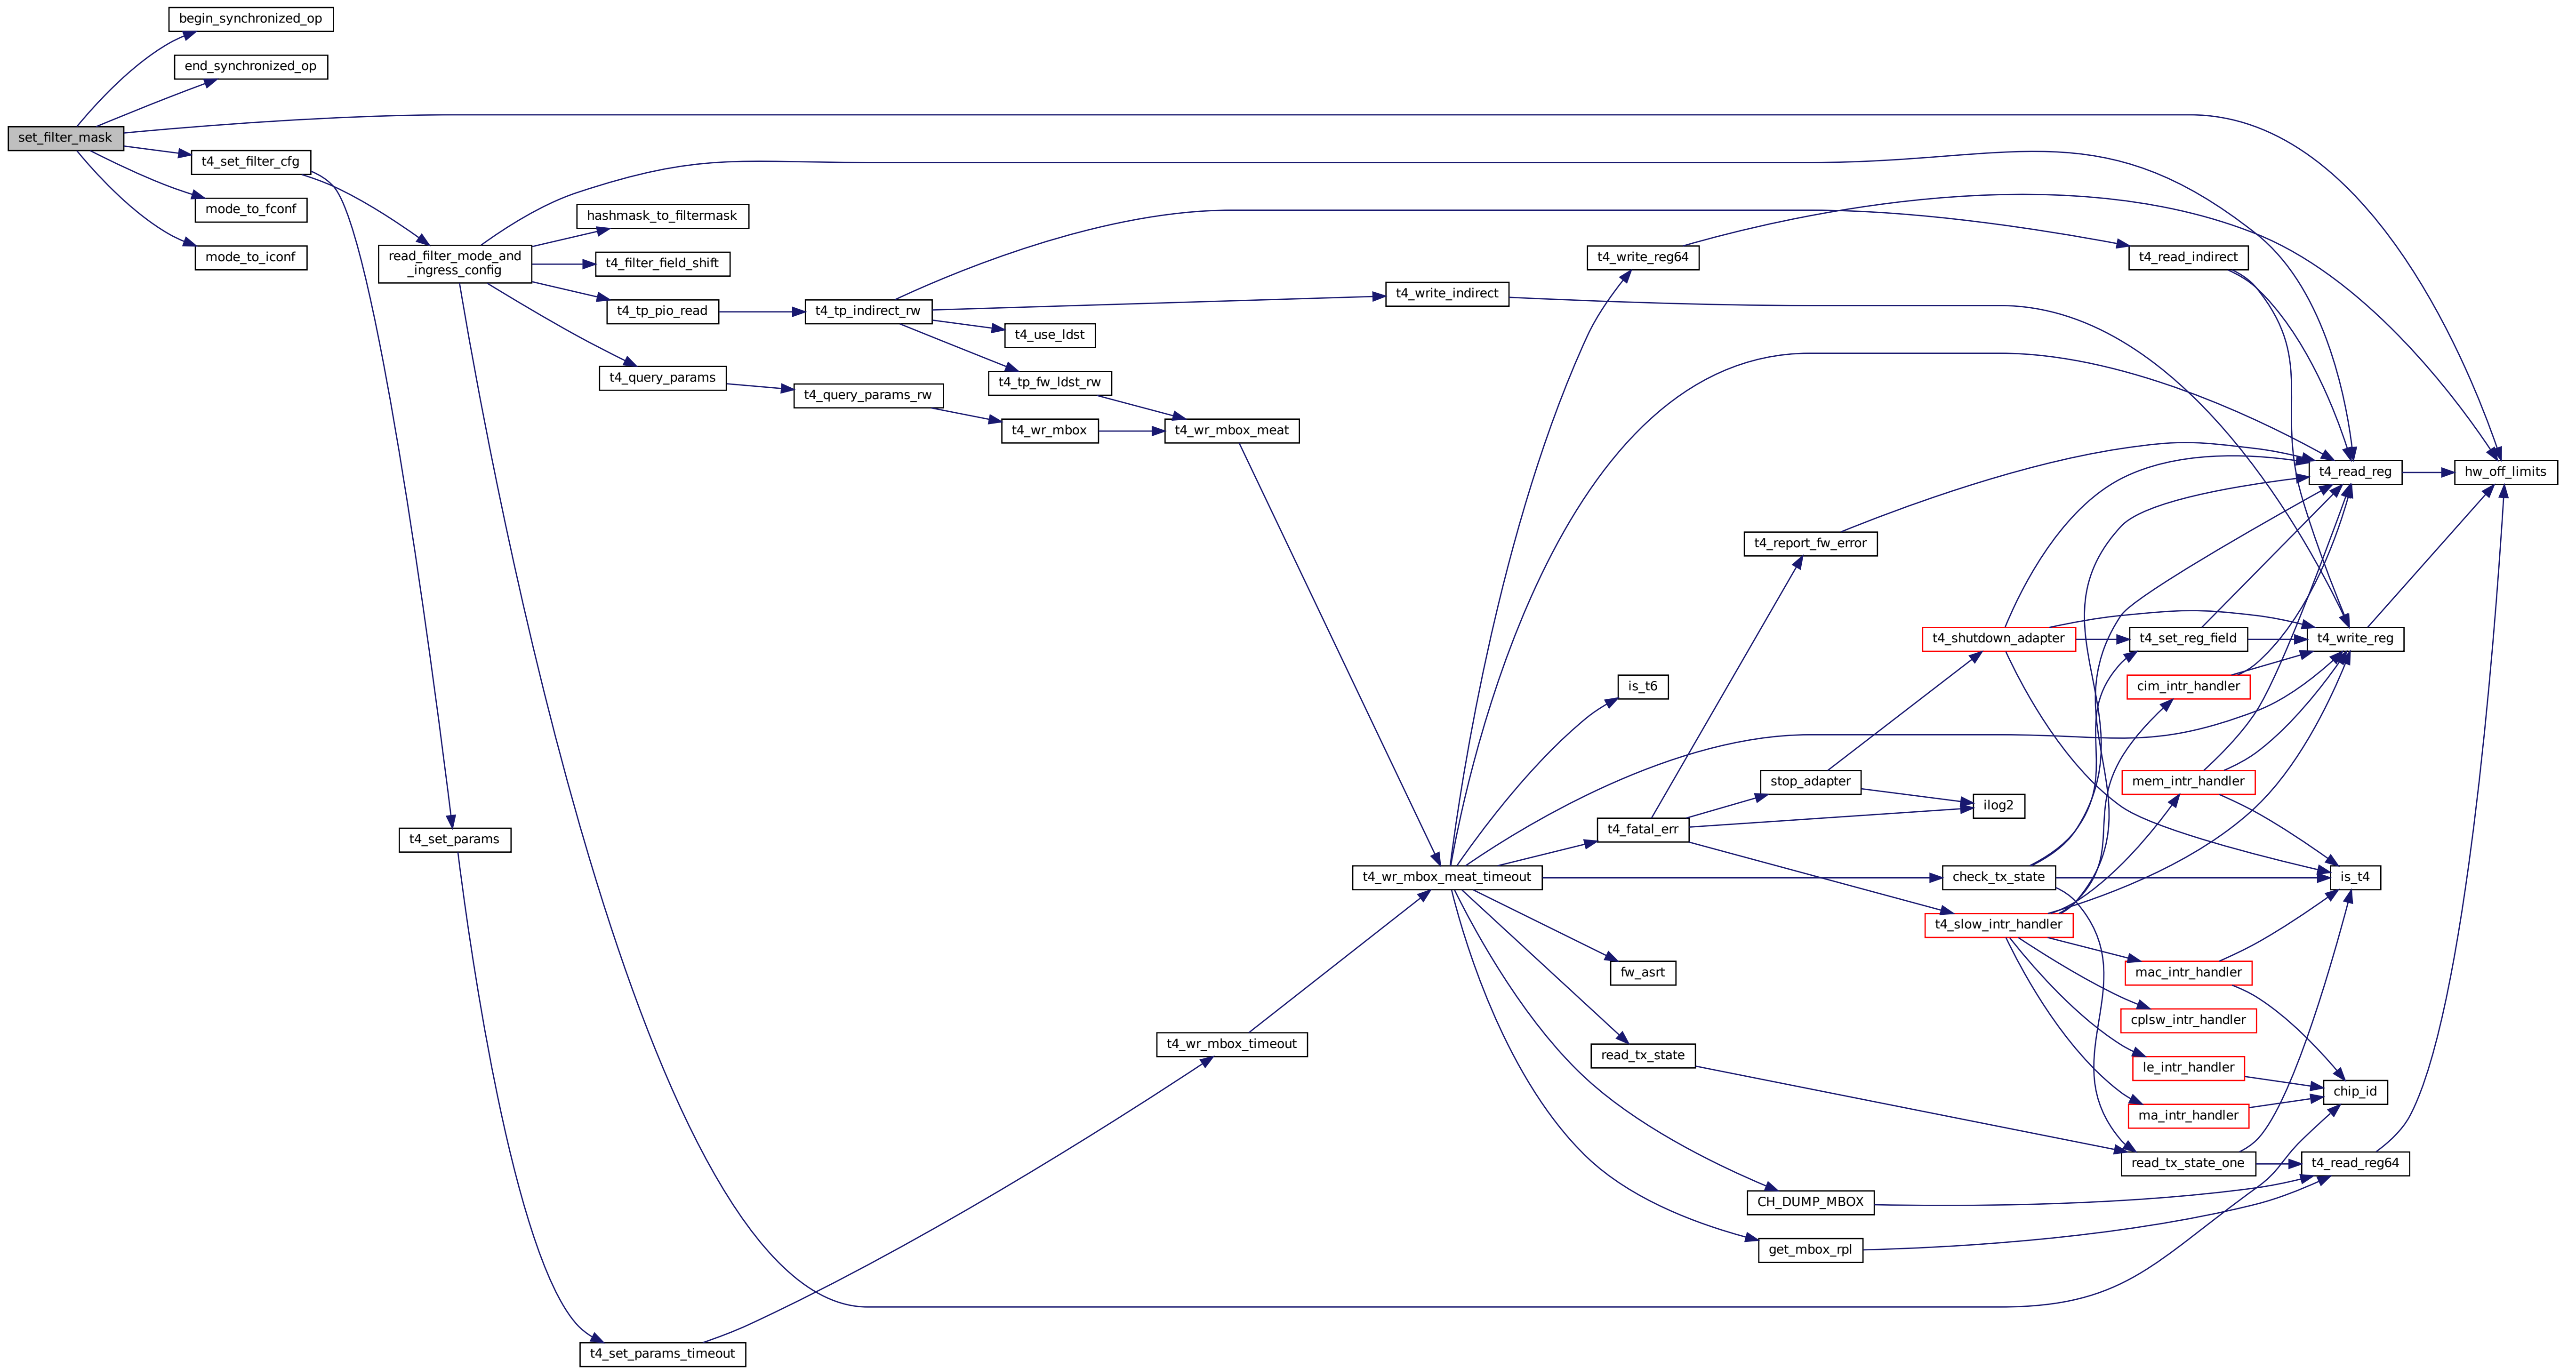 begin_synchronized_op
end_synchronized_op
set_filter_mask
t4_set_filter_cfg
mode_to_fconf
mode_to_iconf
read_filter_mode_and
_ingress_config
hashmask_to_filtermask
t4_filter_field_shift
t4_tp_pio_read
t4_query_params
t4_tp_indirect_rw
t4_query_params_rw
t4_use_ldst
t4_tp_fw_ldst_rw
t4_wr_mbox
t4_wr_mbox_meat
t4_write_indirect
t4_write_reg64
t4_read_indirect
t4_read_reg
hw_off_limits
t4_report_fw_error
t4_shutdown_adapter
t4_set_reg_field
t4_write_reg
is_t6
cim_intr_handler
stop_adapter
mem_intr_handler
ilog2
t4_set_params
t4_fatal_err
t4_wr_mbox_meat_timeout
check_tx_state
is_t4
t4_slow_intr_handler
fw_asrt
mac_intr_handler
cplsw_intr_handler
t4_wr_mbox_timeout
read_tx_state
le_intr_handler
chip_id
ma_intr_handler
read_tx_state_one
t4_read_reg64
CH_DUMP_MBOX
get_mbox_rpl
t4_set_params_timeout